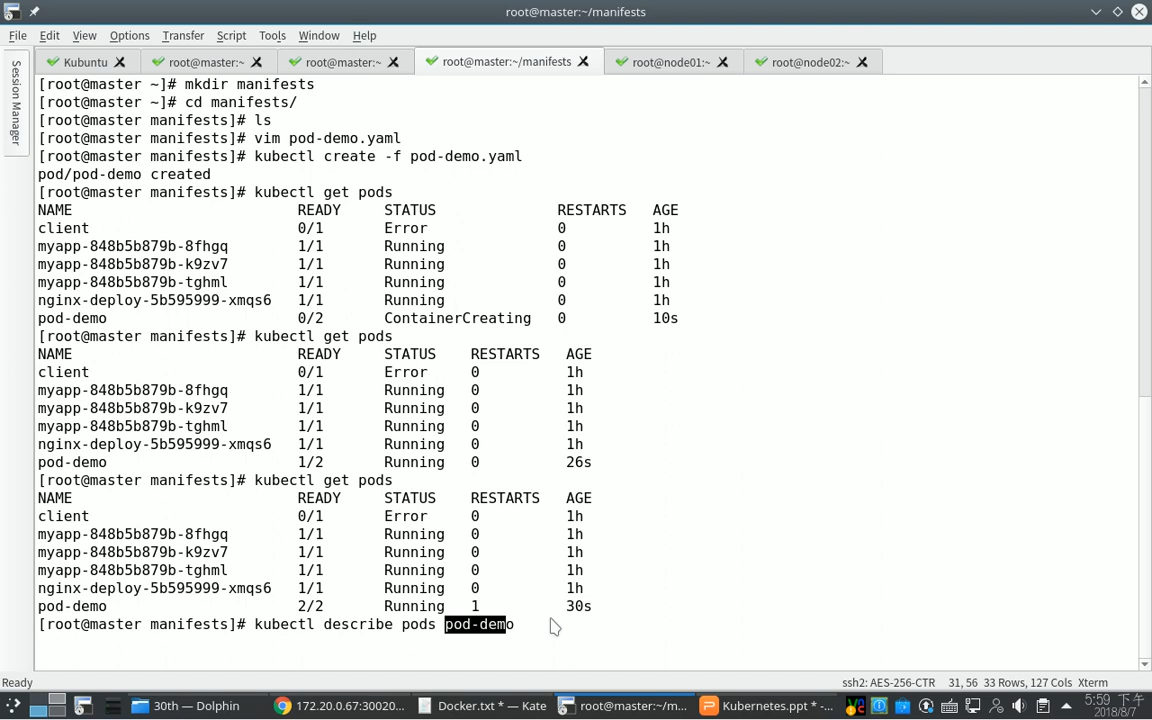 root@master:~/manifests
File Edit View Options Transfer Script Tools Window Help
Kubuntu root@master:~ root@master:~ root@master:~/manifests root@node01:~ root@node02:~
Session Manager
[root@master ~]# mkdir manifests
[root@master ~]# cd manifests/
[root@master manifests]# ls
[root@master manifests]# vim pod-demo.yaml
[root@master manifests]# kubectl create -f pod-demo.yaml
pod/pod-demo created
[root@master manifests]# kubectl get pods
NAME READY STATUS RESTARTS AGE
client 0/1 Error 0 1h
myapp-848b5b879b-8fhgq 1/1 Running 0 1h
myapp-848b5b879b-k9zv7 1/1 Running 0 1h
myapp-848b5b879b-tghml 1/1 Running 0 1h
nginx-deploy-5b595999-xmqs6 1/1 Running 0 1h
pod-demo 0/2 ContainerCreating 0 10s
[root@master manifests]# kubectl get pods
NAME READY STATUS RESTARTS AGE
client 0/1 Error 0 1h
myapp-848b5b879b-8fhgq 1/1 Running 0 1h
myapp-848b5b879b-k9zv7 1/1 Running 0 1h
myapp-848b5b879b-tghml 1/1 Running 0 1h
nginx-deploy-5b595999-xmqs6 1/1 Running 0 1h
pod-demo 1/2 Running 0 26s
[root@master manifests]# kubectl get pods
NAME READY STATUS RESTARTS AGE
client 0/1 Error 0 1h
myapp-848b5b879b-8fhgq 1/1 Running 0 1h
myapp-848b5b879b-k9zv7 1/1 Running 0 1h
myapp-848b5b879b-tghml 1/1 Running 0 1h
nginx-deploy-5b595999-xmqs6 1/1 Running 0 1h
pod-demo 2/2 Running 1 30s
[root@master manifests]# kubectl describe pods pod-demo
Ready ssh2: AES-256-CTR 31, 56 33 Rows, 127 Cols Xterm
30th — Dolphin 172.20.0.67:30020... Docker.txt * — Kate root@master:~/m... Kubernetes.ppt * -... 5:59 下午
2018/8/7